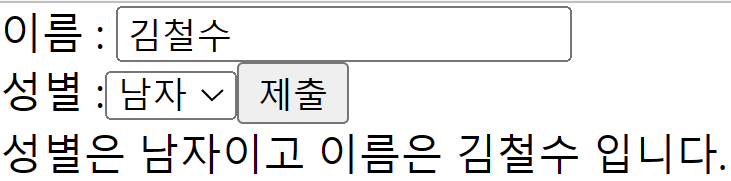 이름 : 김철수
성별 : 남자 제출
성별은 남자이고 이름은 김철수 입니다.